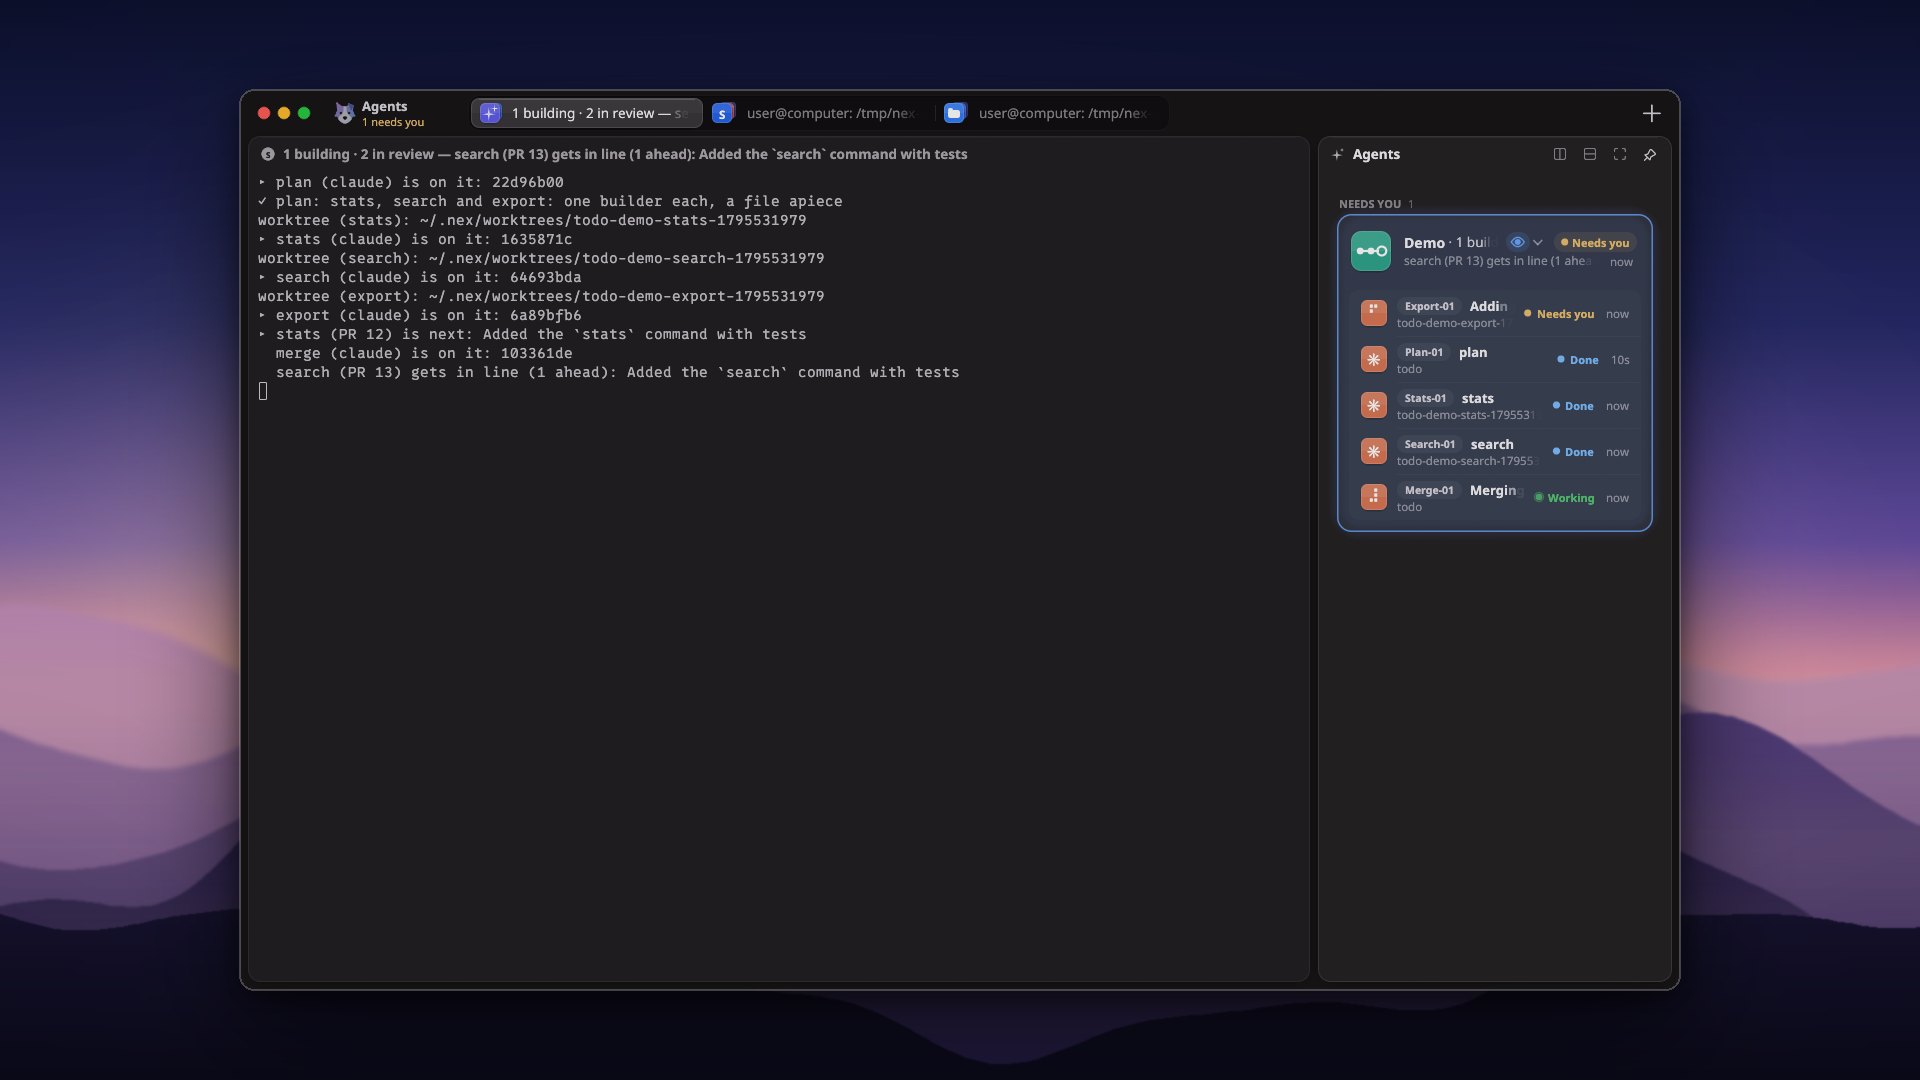 Agents
1 needs you
1 building · 2 in review — se
S
user@computer: /tmp/nex
user@computer: /tmp/nex
S 1 building · 2 in review — search (PR 13) gets in line (1 ahead): Added the `search` command with tests
▸ plan (claude) is on it: 22d96b00
✓ plan: stats, search and export: one builder each, a file apiece
worktree (stats): ~/.nex/worktrees/todo-demo-stats-1795531979
▸ stats (claude) is on it: 1635871c
worktree (search): ~/.nex/worktrees/todo-demo-search-1795531979
▸ search (claude) is on it: 64693bda
worktree (export): ~/.nex/worktrees/todo-demo-export-1795531979
▸ export (claude) is on it: 6a89bfb6
▸ stats (PR 12) is next: Added the `stats` command with tests
merge (claude) is on it: 103361de
search (PR 13) gets in line (1 ahead): Added the `search` command with tests
Agents
NEEDS YOU 1
Demo · 1 buil Needs you
search (PR 13) gets in line (1 ahea now
Export-01 Addin Needs you now
todo-demo-export-17
Plan-01 plan Done 10s
todo
Stats-01 stats Done now
todo-demo-stats-1795531
Search-01 search Done now
todo-demo-search-179553
Merge-01 Merging Working now
todo